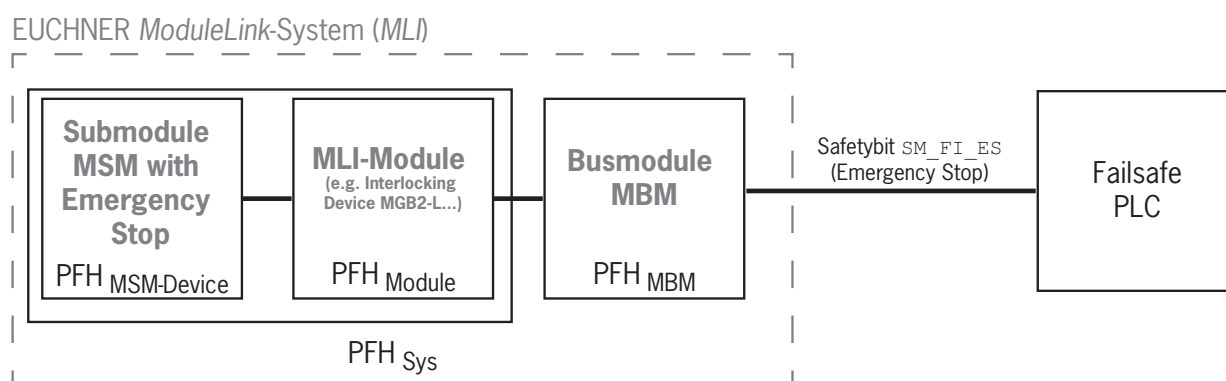 EUCHNER ModuleLink-System (MLI)
Submodule
MSM with
Emergency
Stop
PFH MSM-Device
MLI-Module
(e.g. Interlocking
Device MGB2-L...)
PFH Module
Busmodule
MBM
PFH MBM
PFH Sys
Safetybit SM_FI_ES
(Emergency Stop)
Failsafe
PLC